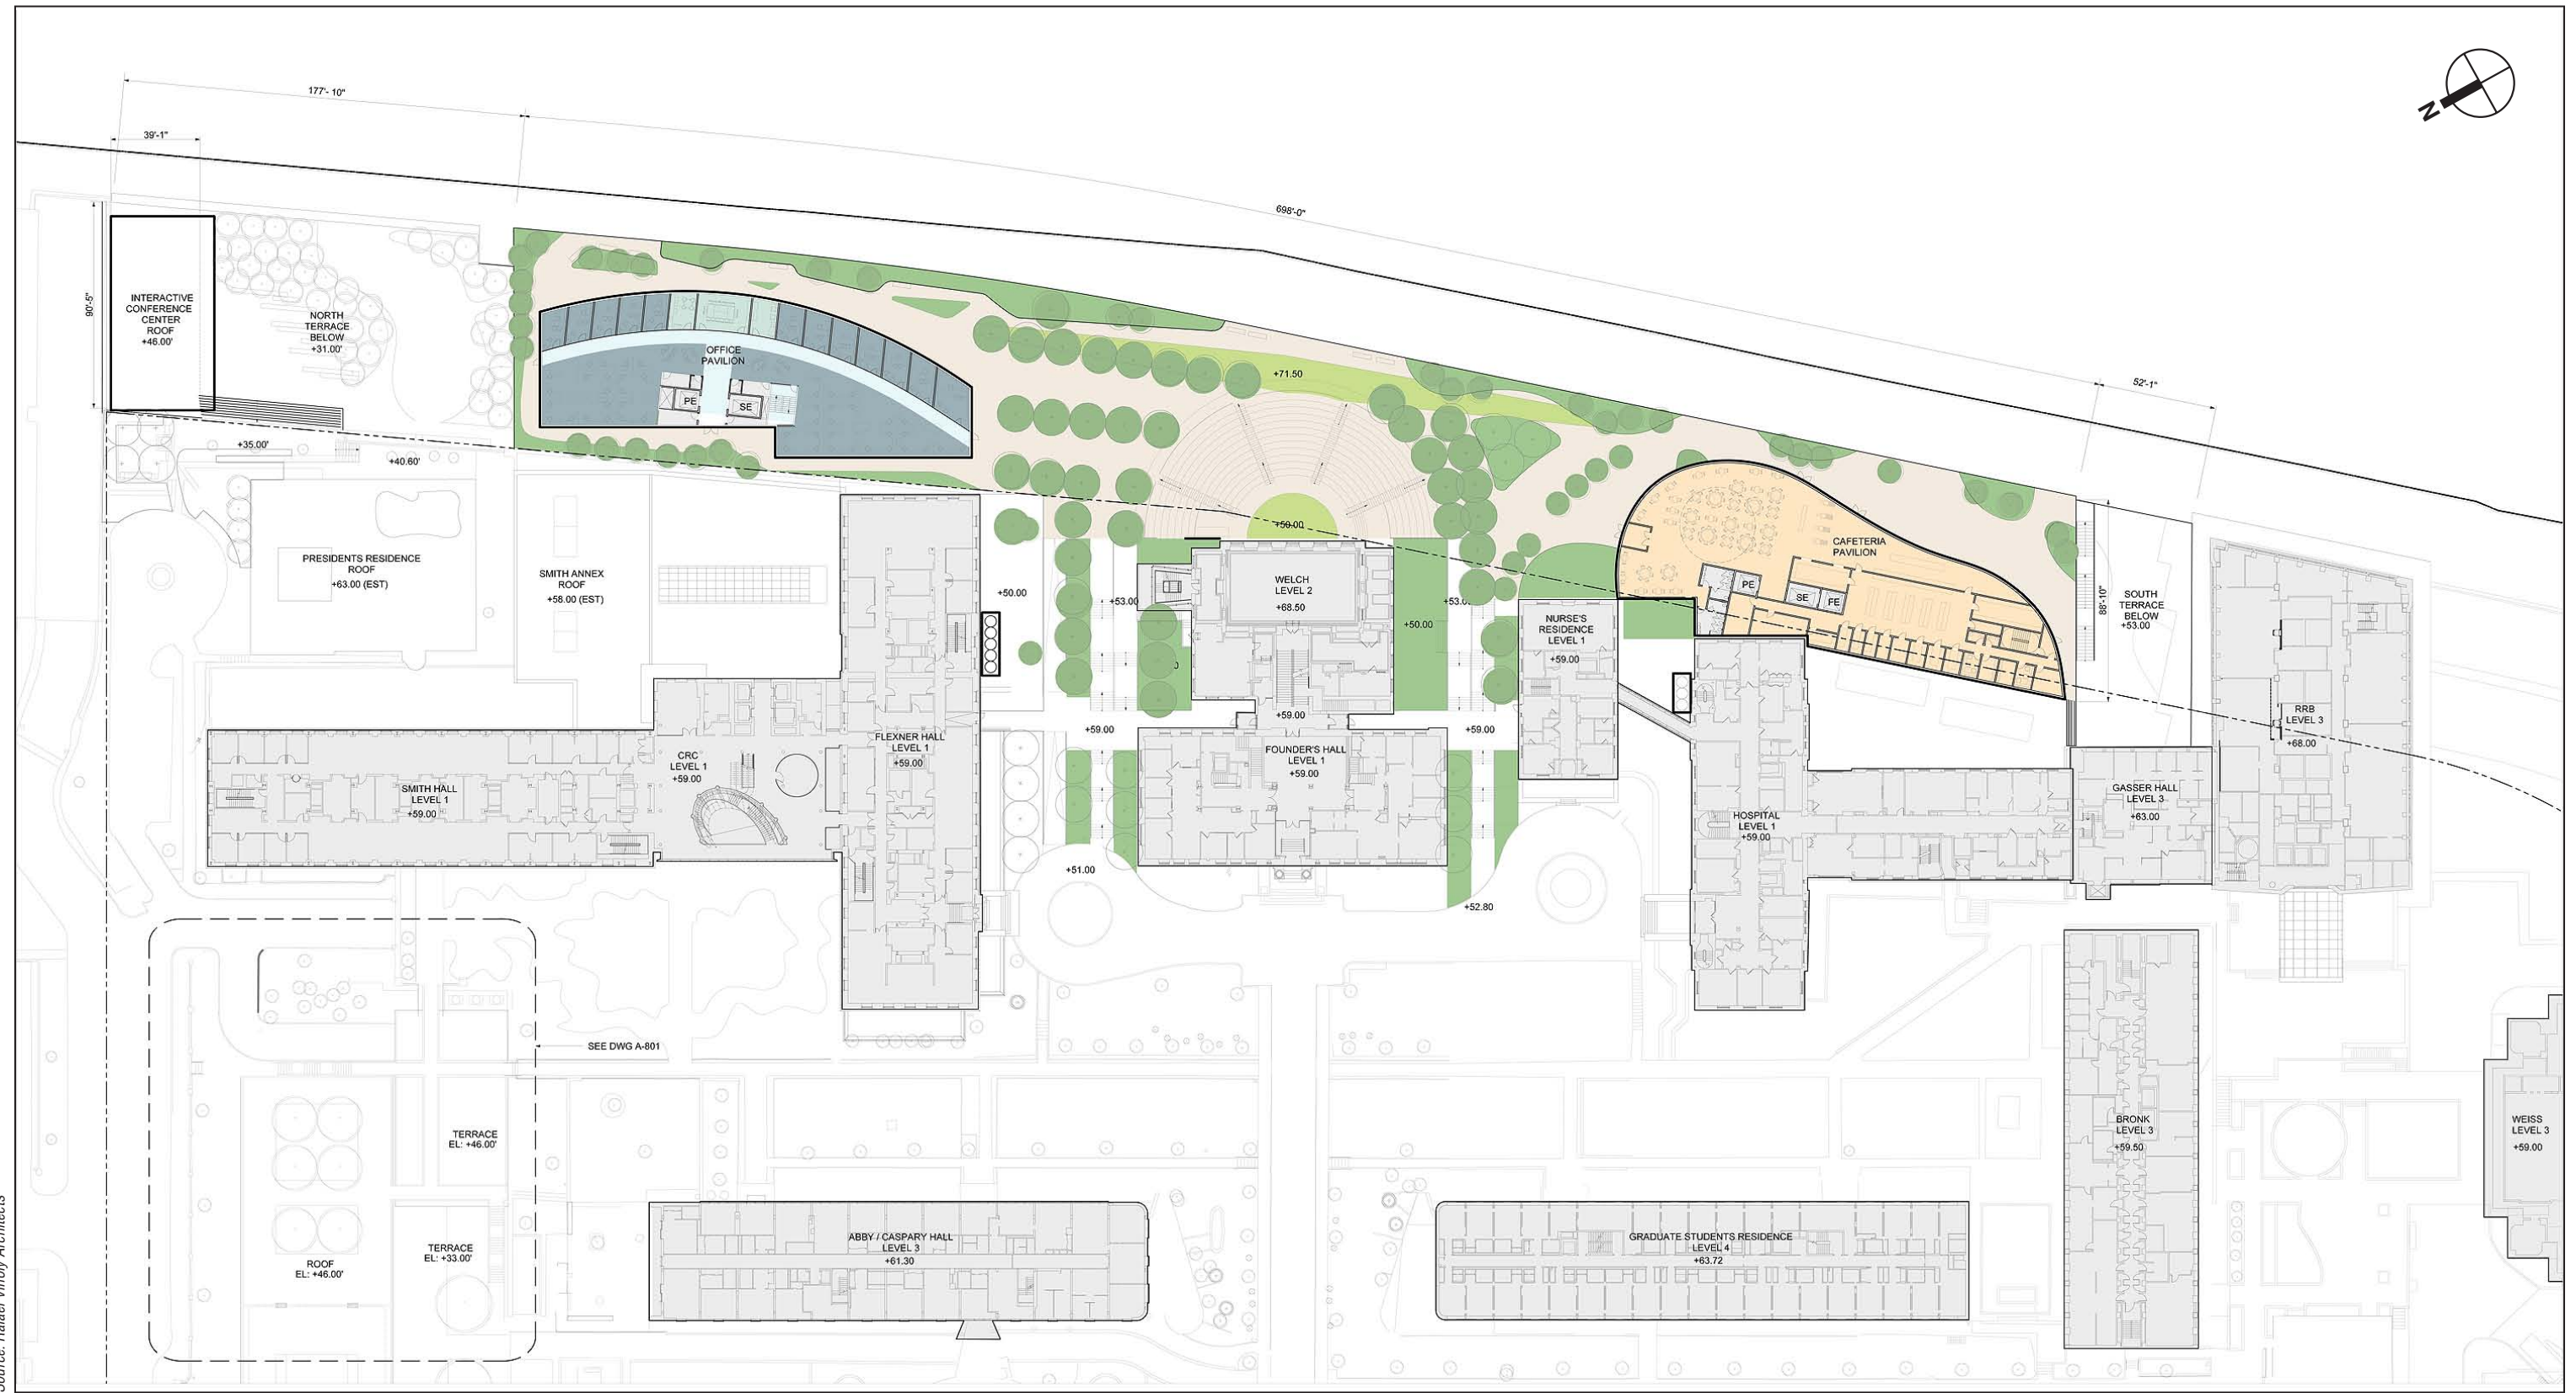 177'- 10"
39'-1"
698'-0"
52'-1"
N
90'-5"
88'-10"
INTERACTIVE
CONFERENCE
CENTER
ROOF
+46.00'
NORTH
TERRACE
BELOW
+31.00'
OFFICE
PAVILION
PE
SE
+71.50
+50.00
+35.00'
+40.60'
CAFETERIA
PAVILION
PE
SE
FE
SOUTH
TERRACE
BELOW
+53.00
PRESIDENTS RESIDENCE
ROOF
+63.00 (EST)
SMITH ANNEX
ROOF
+58.00 (EST)
+50.00
+53.00
WELCH
LEVEL 2
+68.50
+50.00
NURSE'S
RESIDENCE
LEVEL 1
+59.00
+59.00
+59.00
+59.00
FLEXNER HALL
LEVEL 1
+59.00
CRC
LEVEL 1
+59.00
SMITH HALL
LEVEL 1
+59.00
FOUNDER'S HALL
LEVEL 1
+59.00
HOSPITAL
LEVEL 1
+59.00
GASSER HALL
LEVEL 3
+63.00
RRB
LEVEL 3
+68.00
+51.00
+52.80
SEE DWG A-801
TERRACE
EL: +46.00'
TERRACE
EL: +33.00'
ROOF
EL: +46.00'
ABBY / CASPARY HALL
LEVEL 3
+61.30
GRADUATE STUDENTS RESIDENCE
LEVEL 4
+63.72
BRONK
LEVEL 3
+59.50
WEISS
LEVEL 3
+59.00
Source: Rafael Viñoly Architects